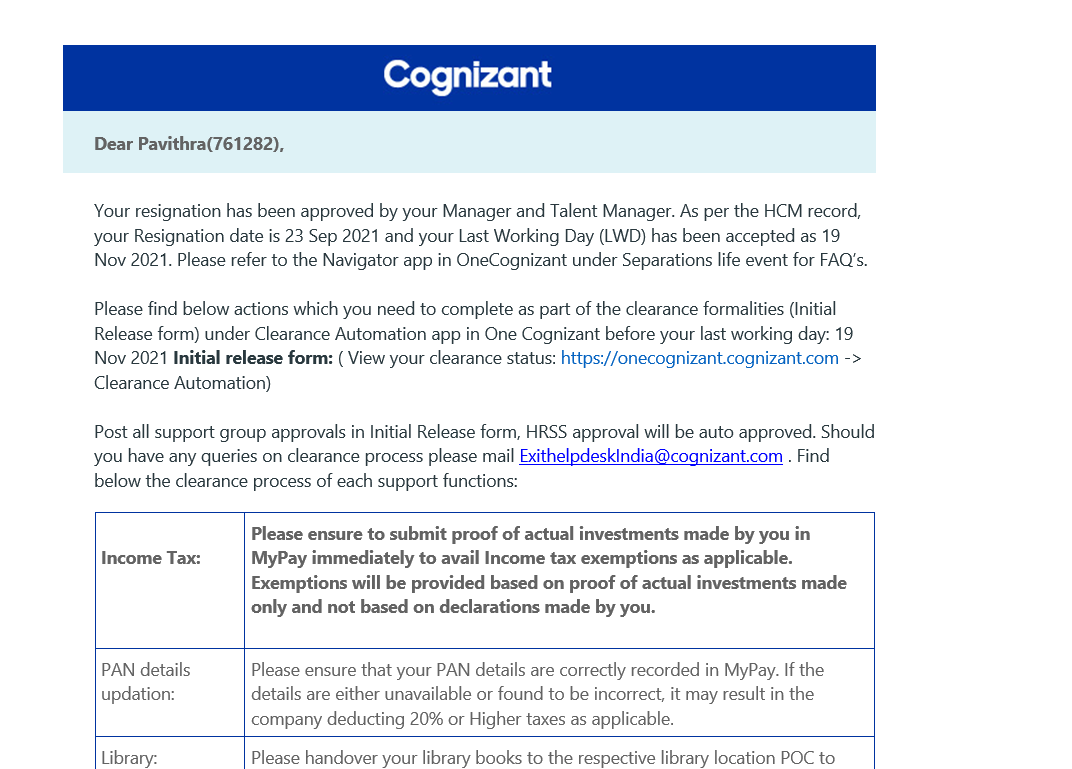 Cognizant
Dear Pavithra(761282),
Your resignation has been approved by your Manager and Talent Manager. As per the HCM record,
your Resignation date is 23 Sep 2021 and your Last Working Day (LWD) has been accepted as 19
Nov 2021. Please refer to the Navigator app in OneCognizant under Separations life event for FAQ's.
Please find below actions which you need to complete as part of the clearance formalities (Initial
Release form) under Clearance Automation app in One Cognizant before your last working day: 19
Nov 2021 Initial release form: ( View your clearance status: https://onecognizant.cognizant.com ->
Clearance Automation)
Post all support group approvals in Initial Release form, HRSS approval will be auto approved. Should
you have any queries on clearance process please mail ExithelpdeskIndia@cognizant.com . Find
below the clearance process of each support functions:
Income Tax:
Please ensure to submit proof of actual investments made by you in
MyPay immediately to avail Income tax exemptions as applicable.
Exemptions will be provided based on proof of actual investments made
only and not based on declarations made by you.
PAN details
updation:
Please ensure that your PAN details are correctly recorded in MyPay. If the
details are either unavailable or found to be incorrect, it may result in the
company deducting 20% or Higher taxes as applicable.
Library:
Please handover your library books to the respective library location POC to